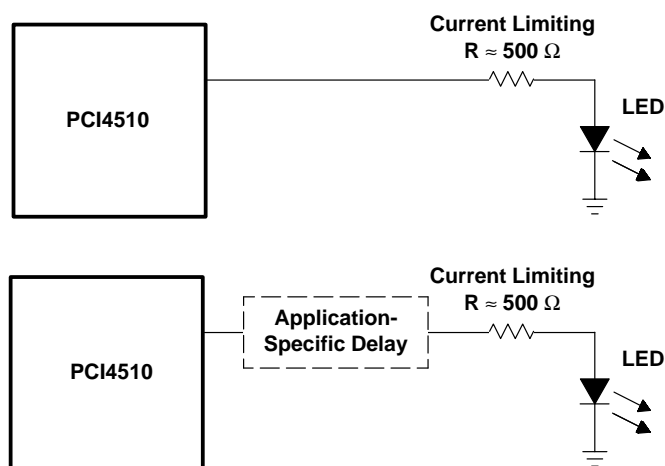 Current Limiting
R ≈ 500 Ω
PCI4510
LED
Current Limiting
R ≈ 500 Ω
Application-
Specific Delay
PCI4510
LED